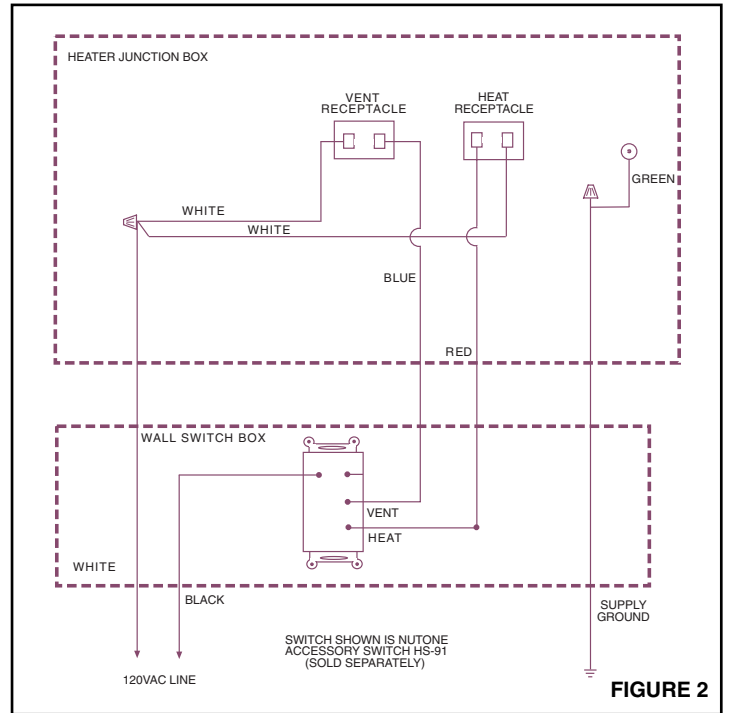 HEATER JUNCTION BOX
VENT
RECEPTACLE
HEAT
RECEPTACLE
GREEN
WHITE
WHITE
BLUE
RED
WALL SWITCH BOX
VENT
HEAT
WHITE
BLACK
SUPPLY
GROUND
SWITCH SHOWN IS NUTONE
ACCESSORY SWITCH HS-91
(SOLD SEPARATELY)
120VAC LINE
FIGURE 2